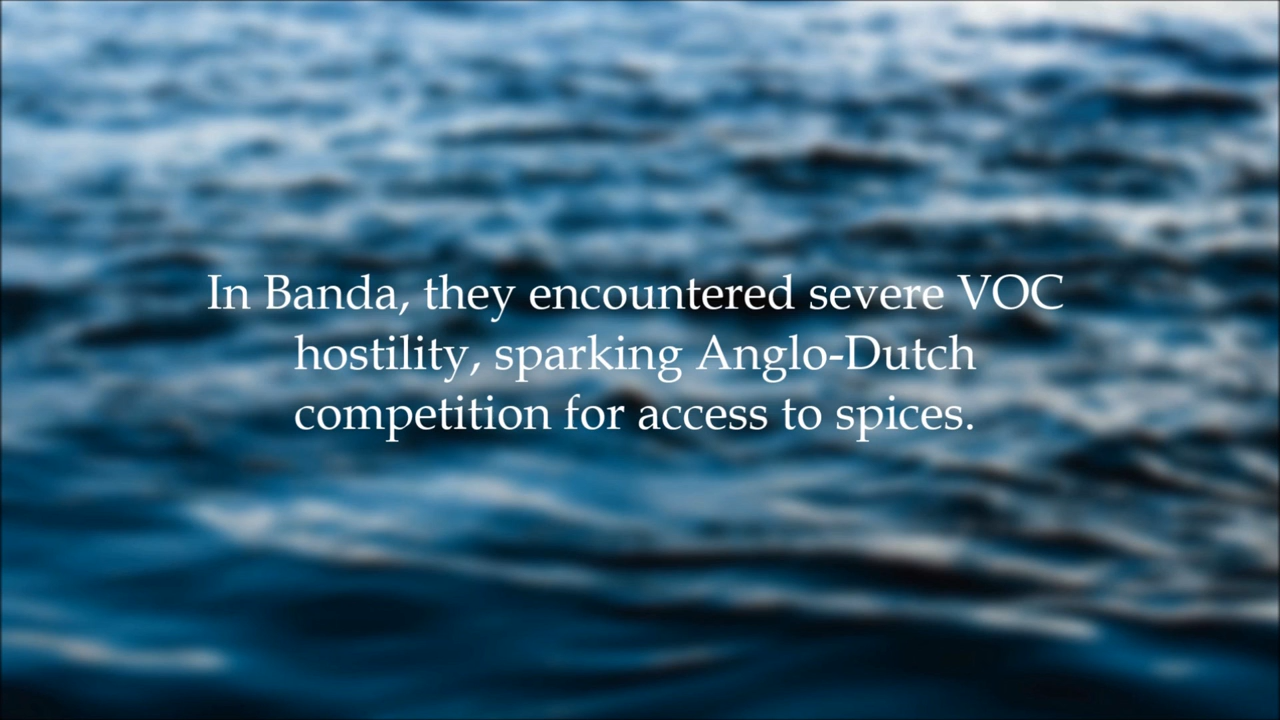 In Banda, they encountered severe VOC
hostility, sparking Anglo-Dutch
competition for access to spices.